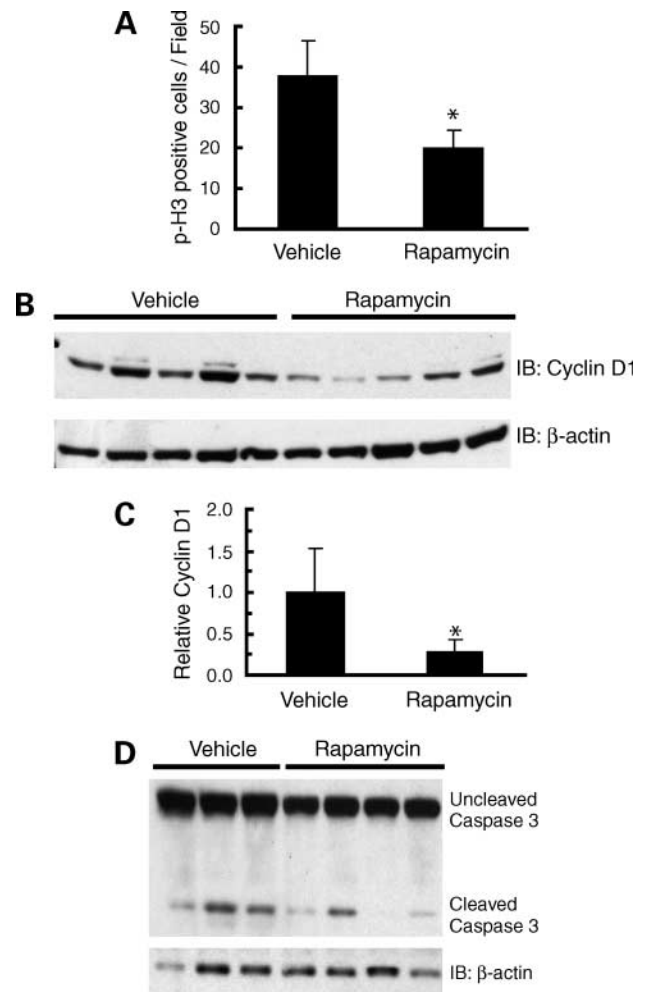 A
p-H3 positive cells / Field
50
40
30
20
10
0
*
Vehicle
Rapamycin
B
Vehicle
Rapamycin
IB: Cyclin D1
IB: β-actin
C
Relative Cyclin D1
2.0
1.5
1.0
0.5
0.0
*
Vehicle
Rapamycin
D
Vehicle
Rapamycin
Uncleaved
Caspase 3
Cleaved
Caspase 3
IB: β-actin